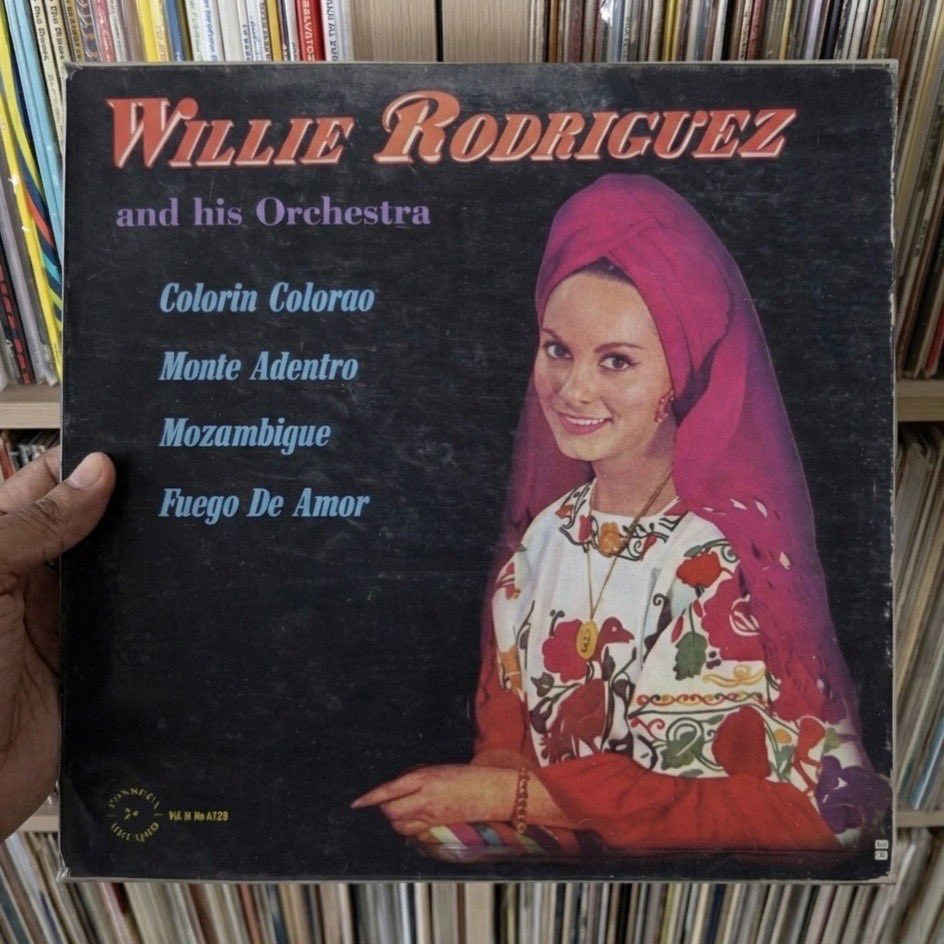 WILLIE RODRIGUEZ
and his Orchestra
Colorin Colorao
Monte Adentro
Mozambique
Fuego De Amor